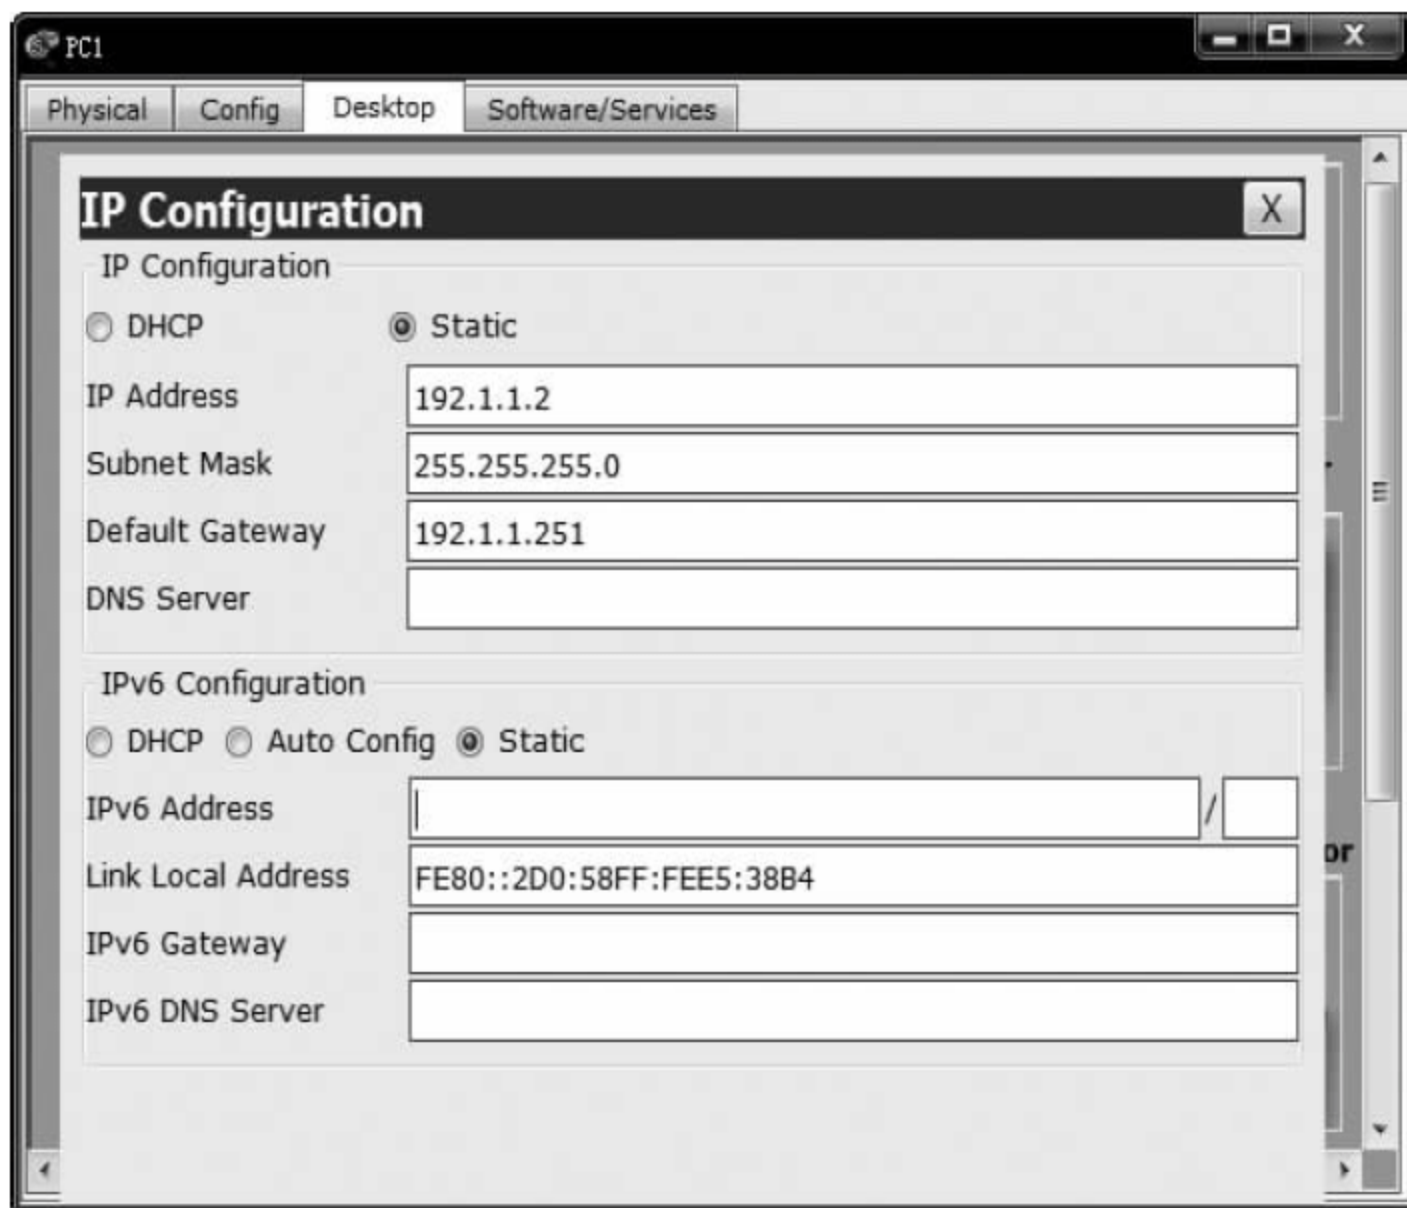 PC1
X
Physical Config Desktop Software/Services
IP Configuration X
IP Configuration
DHCP Static
IP Address 192.1.1.2
Subnet Mask 255.255.255.0
Default Gateway 192.1.1.251
DNS Server
IPv6 Configuration
DHCP Auto Config Static
IPv6 Address /
or
Link Local Address FE80::2D0:58FF:FEE5:38B4
IPv6 Gateway
IPv6 DNS Server